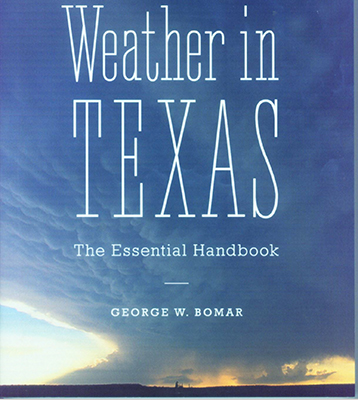 Weather in
TEXAS
The Essential Handbook
GEORGE W. BOMAR